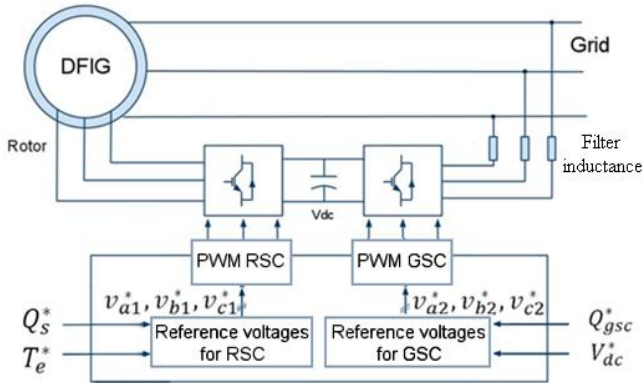 DFIG
Grid
Rotor
Filter
inductance
Vdc
PWM RSC
PWM GSC
v*a1, v*b1, v*c1
v*a2, v*b2, v*c2
Q*s
T*e
Reference voltages
for RSC
Reference voltages
for GSC
Q*gsc
V*dc